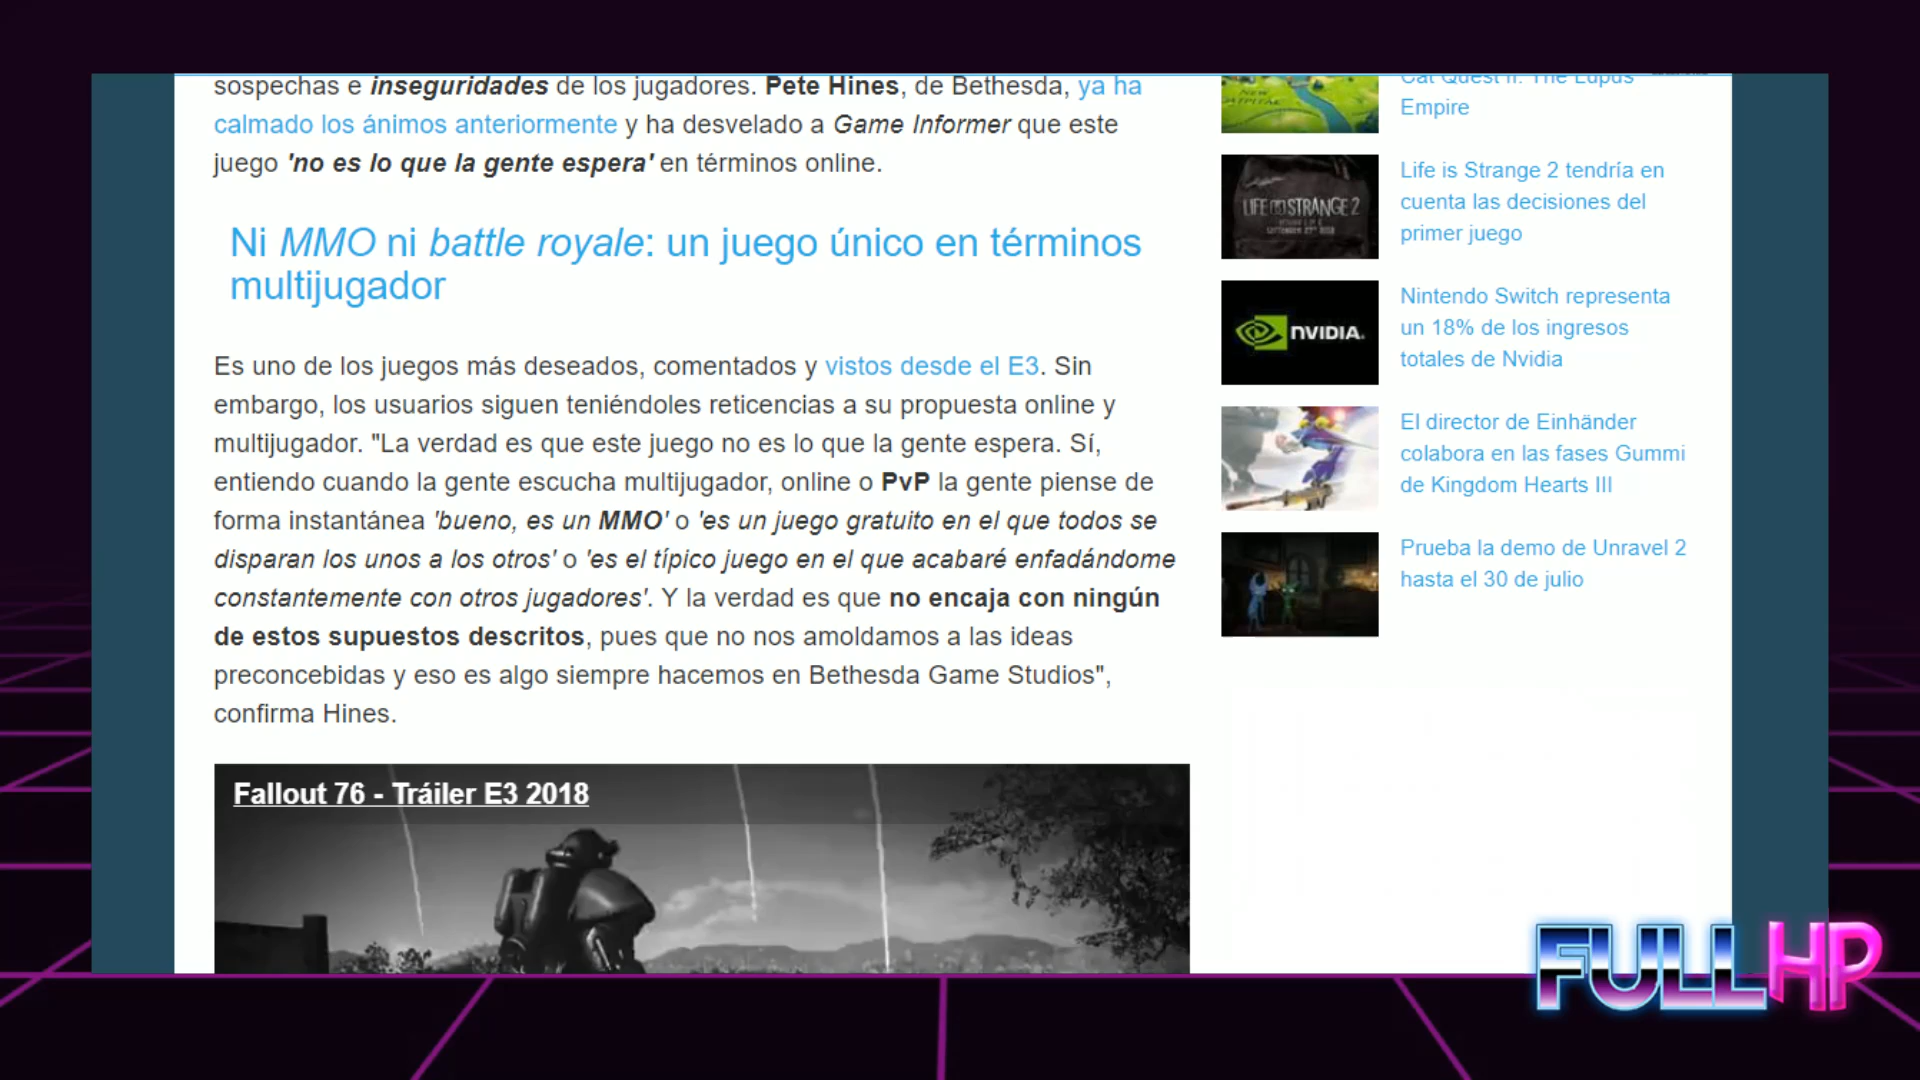 sospechas e inseguridades de los jugadores. Pete Hines, de Bethesda, ya ha
calmado los ánimos anteriormente y ha desvelado a Game Informer que este
juego 'no es lo que la gente espera' en términos online.
Ni MMO ni battle royale: un juego único en términos
multijugador
Es uno de los juegos más deseados, comentados y vistos desde el E3. Sin
embargo, los usuarios siguen teniéndoles reticencias a su propuesta online y
multijugador. "La verdad es que este juego no es lo que la gente espera. Sí,
entiendo cuando la gente escucha multijugador, online o PvP la gente piense de
forma instantánea 'bueno, es un MMO' o 'es un juego gratuito en el que todos se
disparan los unos a los otros' o 'es el típico juego en el que acabaré enfadándome
constantemente con otros jugadores'. Y la verdad es que no encaja con ningún
de estos supuestos descritos, pues que no nos amoldamos a las ideas
preconcebidas y eso es algo siempre hacemos en Bethesda Game Studios",
confirma Hines.
Fallout 76 - Tráiler E3 2018
Cat Quest II: The Lupus
Empire
LIFE IS STRANGE 2
Life is Strange 2 tendría en
cuenta las decisiones del
primer juego
NVIDIA.
Nintendo Switch representa
un 18% de los ingresos
totales de Nvidia
El director de Einhänder
colabora en las fases Gummi
de Kingdom Hearts III
Prueba la demo de Unravel 2
hasta el 30 de julio
FULL HP